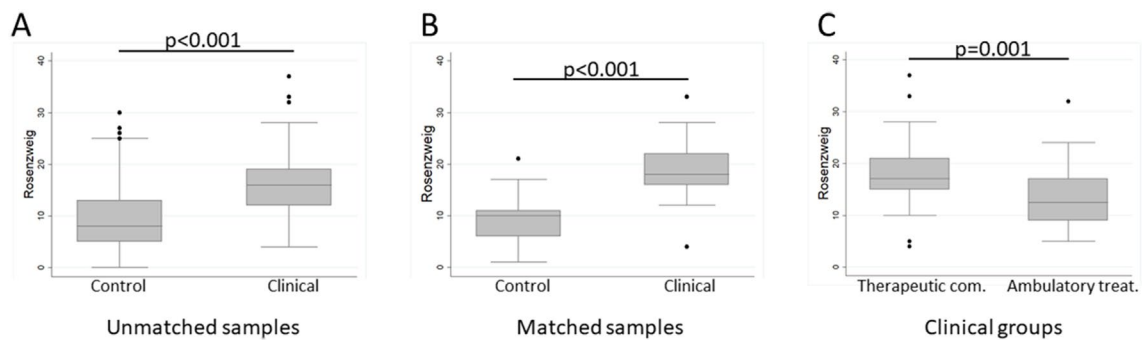 A
p<0.001
Rosenzweig
40
30
20
10
0
Control
Clinical
Unmatched samples
B
p<0.001
Rosenzweig
40
30
20
10
0
Control
Clinical
Matched samples
C
p=0.001
Rosenzweig
40
30
20
10
0
Therapeutic com.
Ambulatory treat.
Clinical groups